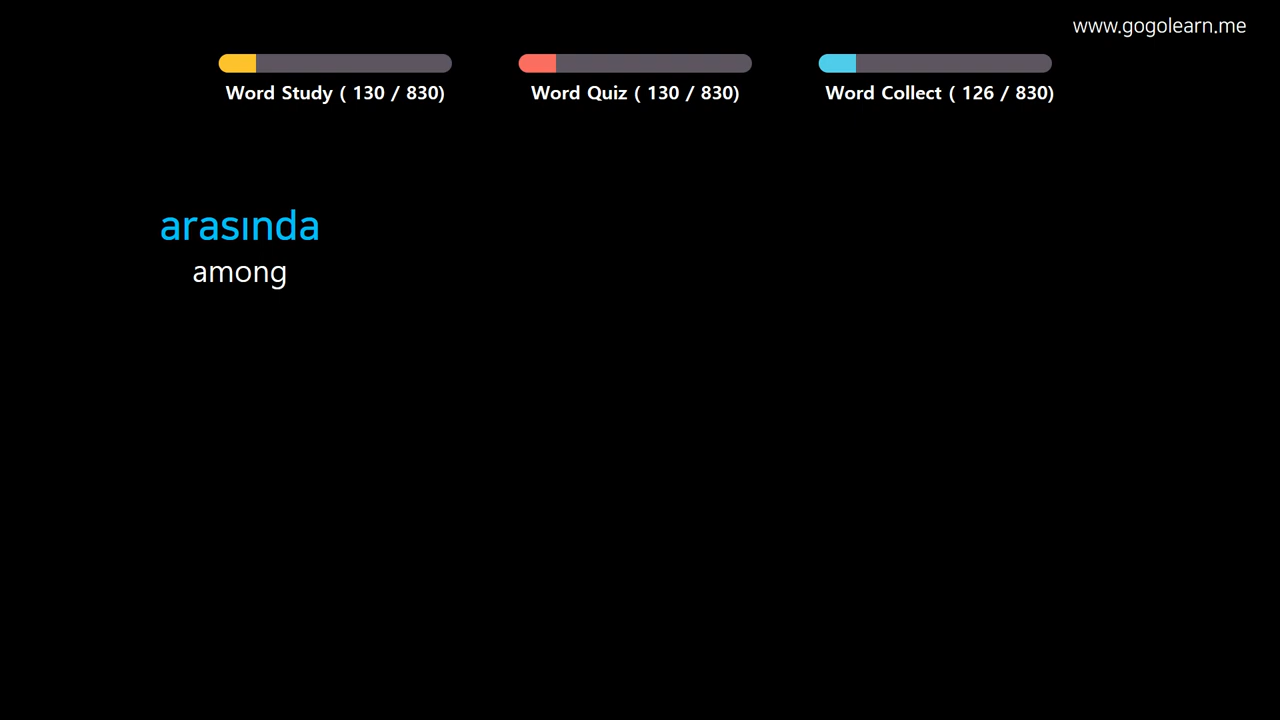 www.gogolearn.me
Word Study ( 130 / 830)
Word Quiz ( 130 / 830)
Word Collect ( 126 / 830)
arasında
among